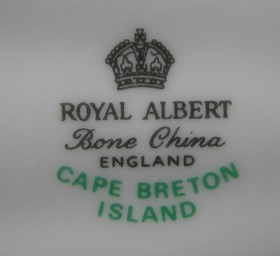 ROYAL ALBERT
Bone China
ENGLAND
CAPE BRETON
ISLAND